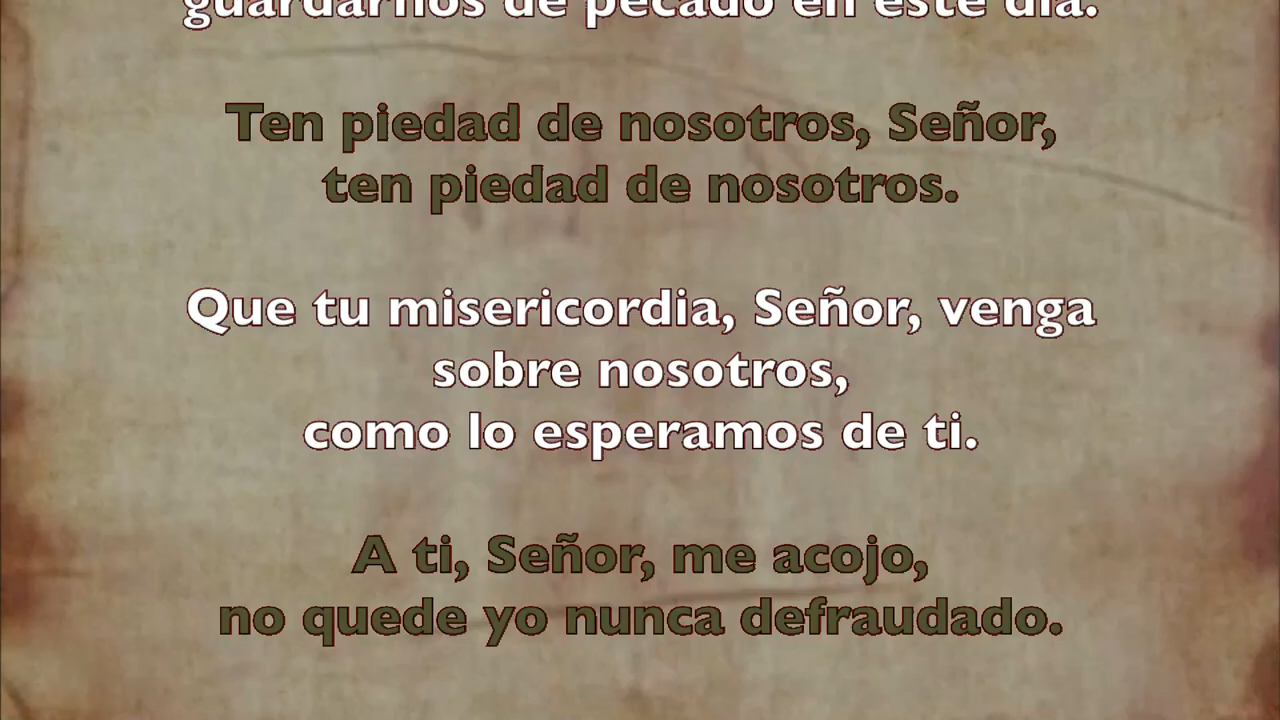 guardarnos de pecado en este día.
Ten piedad de nosotros, Señor,
ten piedad de nosotros.
Que tu misericordia, Señor, venga
sobre nosotros,
como lo esperamos de ti.
A ti, Señor, me acojo,
no quede yo nunca defraudado.